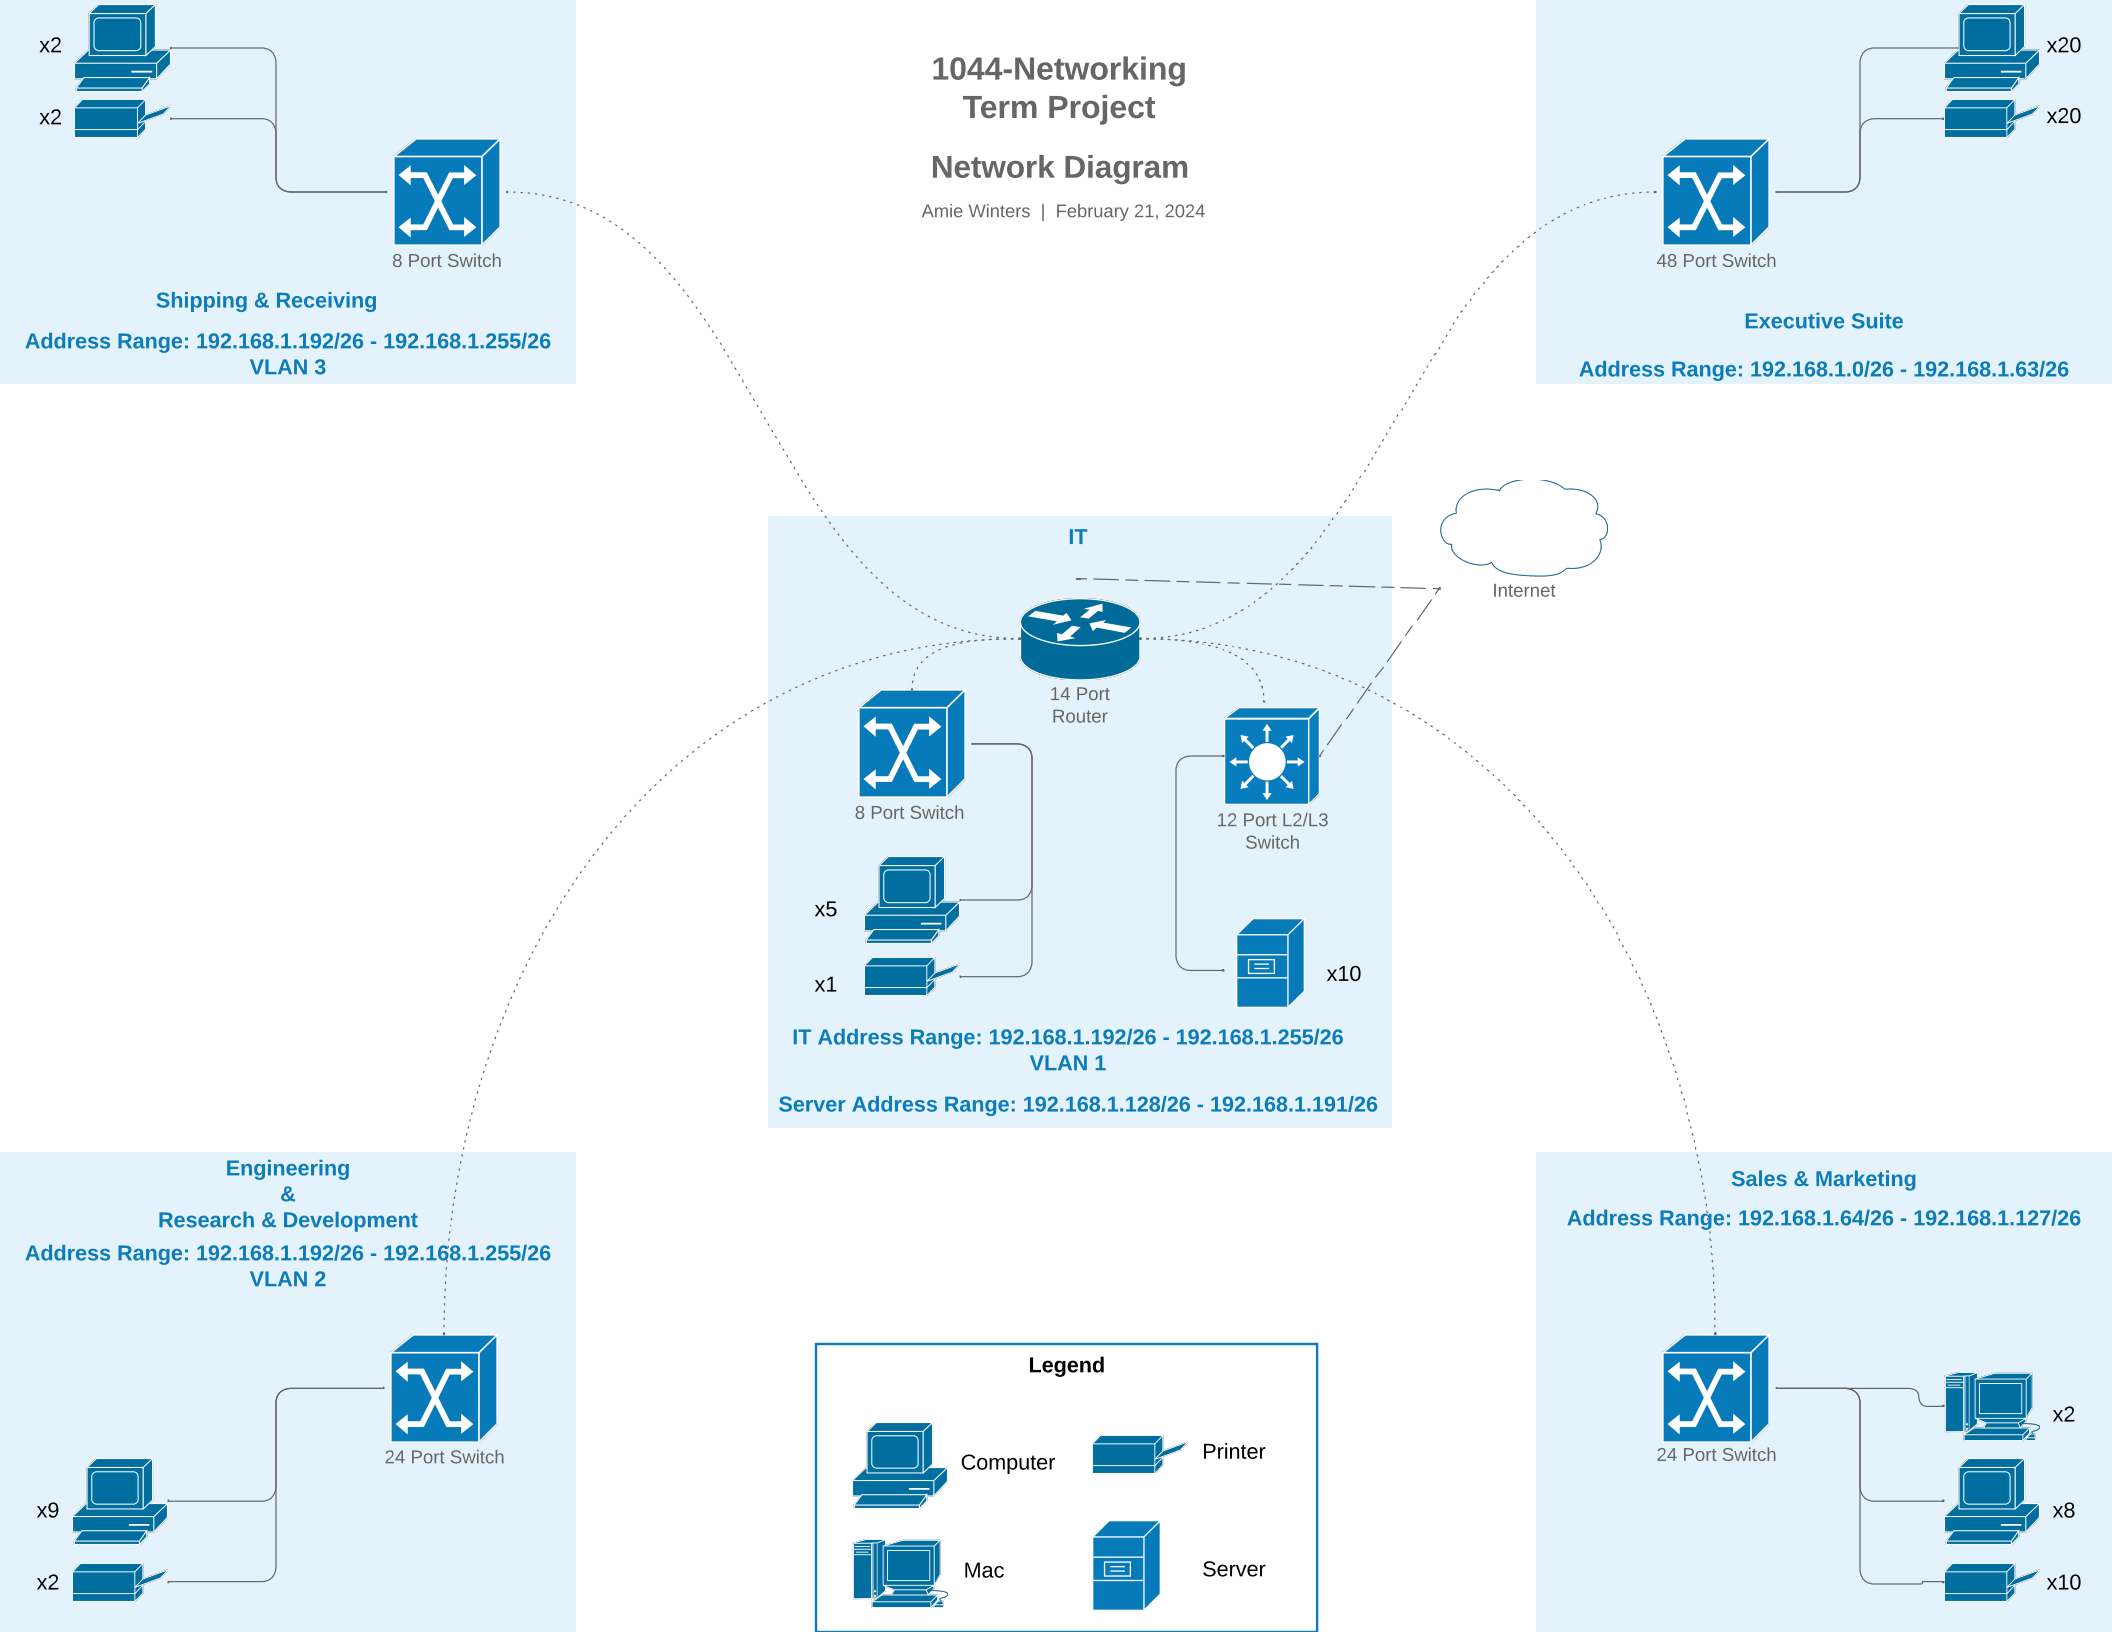 1044-Networking
Term Project
Network Diagram
Amie Winters | February 21, 2024
x2
x2
8 Port Switch
Shipping & Receiving
Address Range: 192.168.1.192/26 - 192.168.1.255/26
VLAN 3
x20
x20
48 Port Switch
Executive Suite
Address Range: 192.168.1.0/26 - 192.168.1.63/26
Internet
IT
14 Port
Router
8 Port Switch
12 Port L2/L3
Switch
x5
x1
x10
IT Address Range: 192.168.1.192/26 - 192.168.1.255/26
VLAN 1
Server Address Range: 192.168.1.128/26 - 192.168.1.191/26
Engineering
&
Research & Development
Address Range: 192.168.1.192/26 - 192.168.1.255/26
VLAN 2
24 Port Switch
x9
x2
Sales & Marketing
Address Range: 192.168.1.64/26 - 192.168.1.127/26
24 Port Switch
x2
x8
x10
Legend
Computer
Printer
Mac
Server